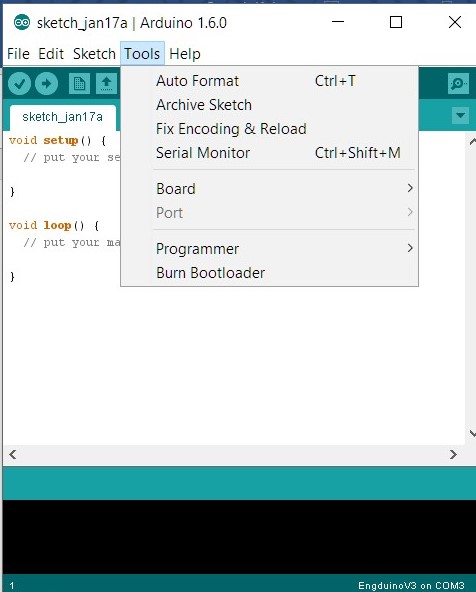 sketch_jan17a | Arduino 1.6.0
File Edit Sketch Tools Help
Auto Format Ctrl+T
Archive Sketch
Fix Encoding & Reload
Serial Monitor Ctrl+Shift+M
Board
Port
Programmer
Burn Bootloader
sketch_jan17a
void setup() {
// put your se
}
void loop() {
// put your ma
}
1 EngduinoV3 on COM3